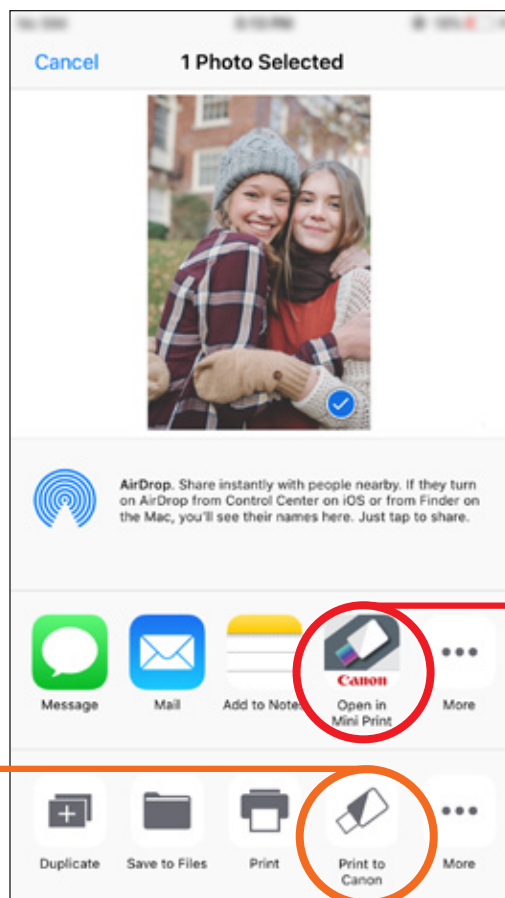 Cancel
1 Photo Selected
AirDrop. Share instantly with people nearby. If they turn
on AirDrop from Control Center on iOS or from Finder on
the Mac, you'll see their names here. Just tap to share.
Canon
Message
Mail
Add to Notes
Open in
Mini Print
More
Duplicate
Save to Files
Print
Print to
Canon
More